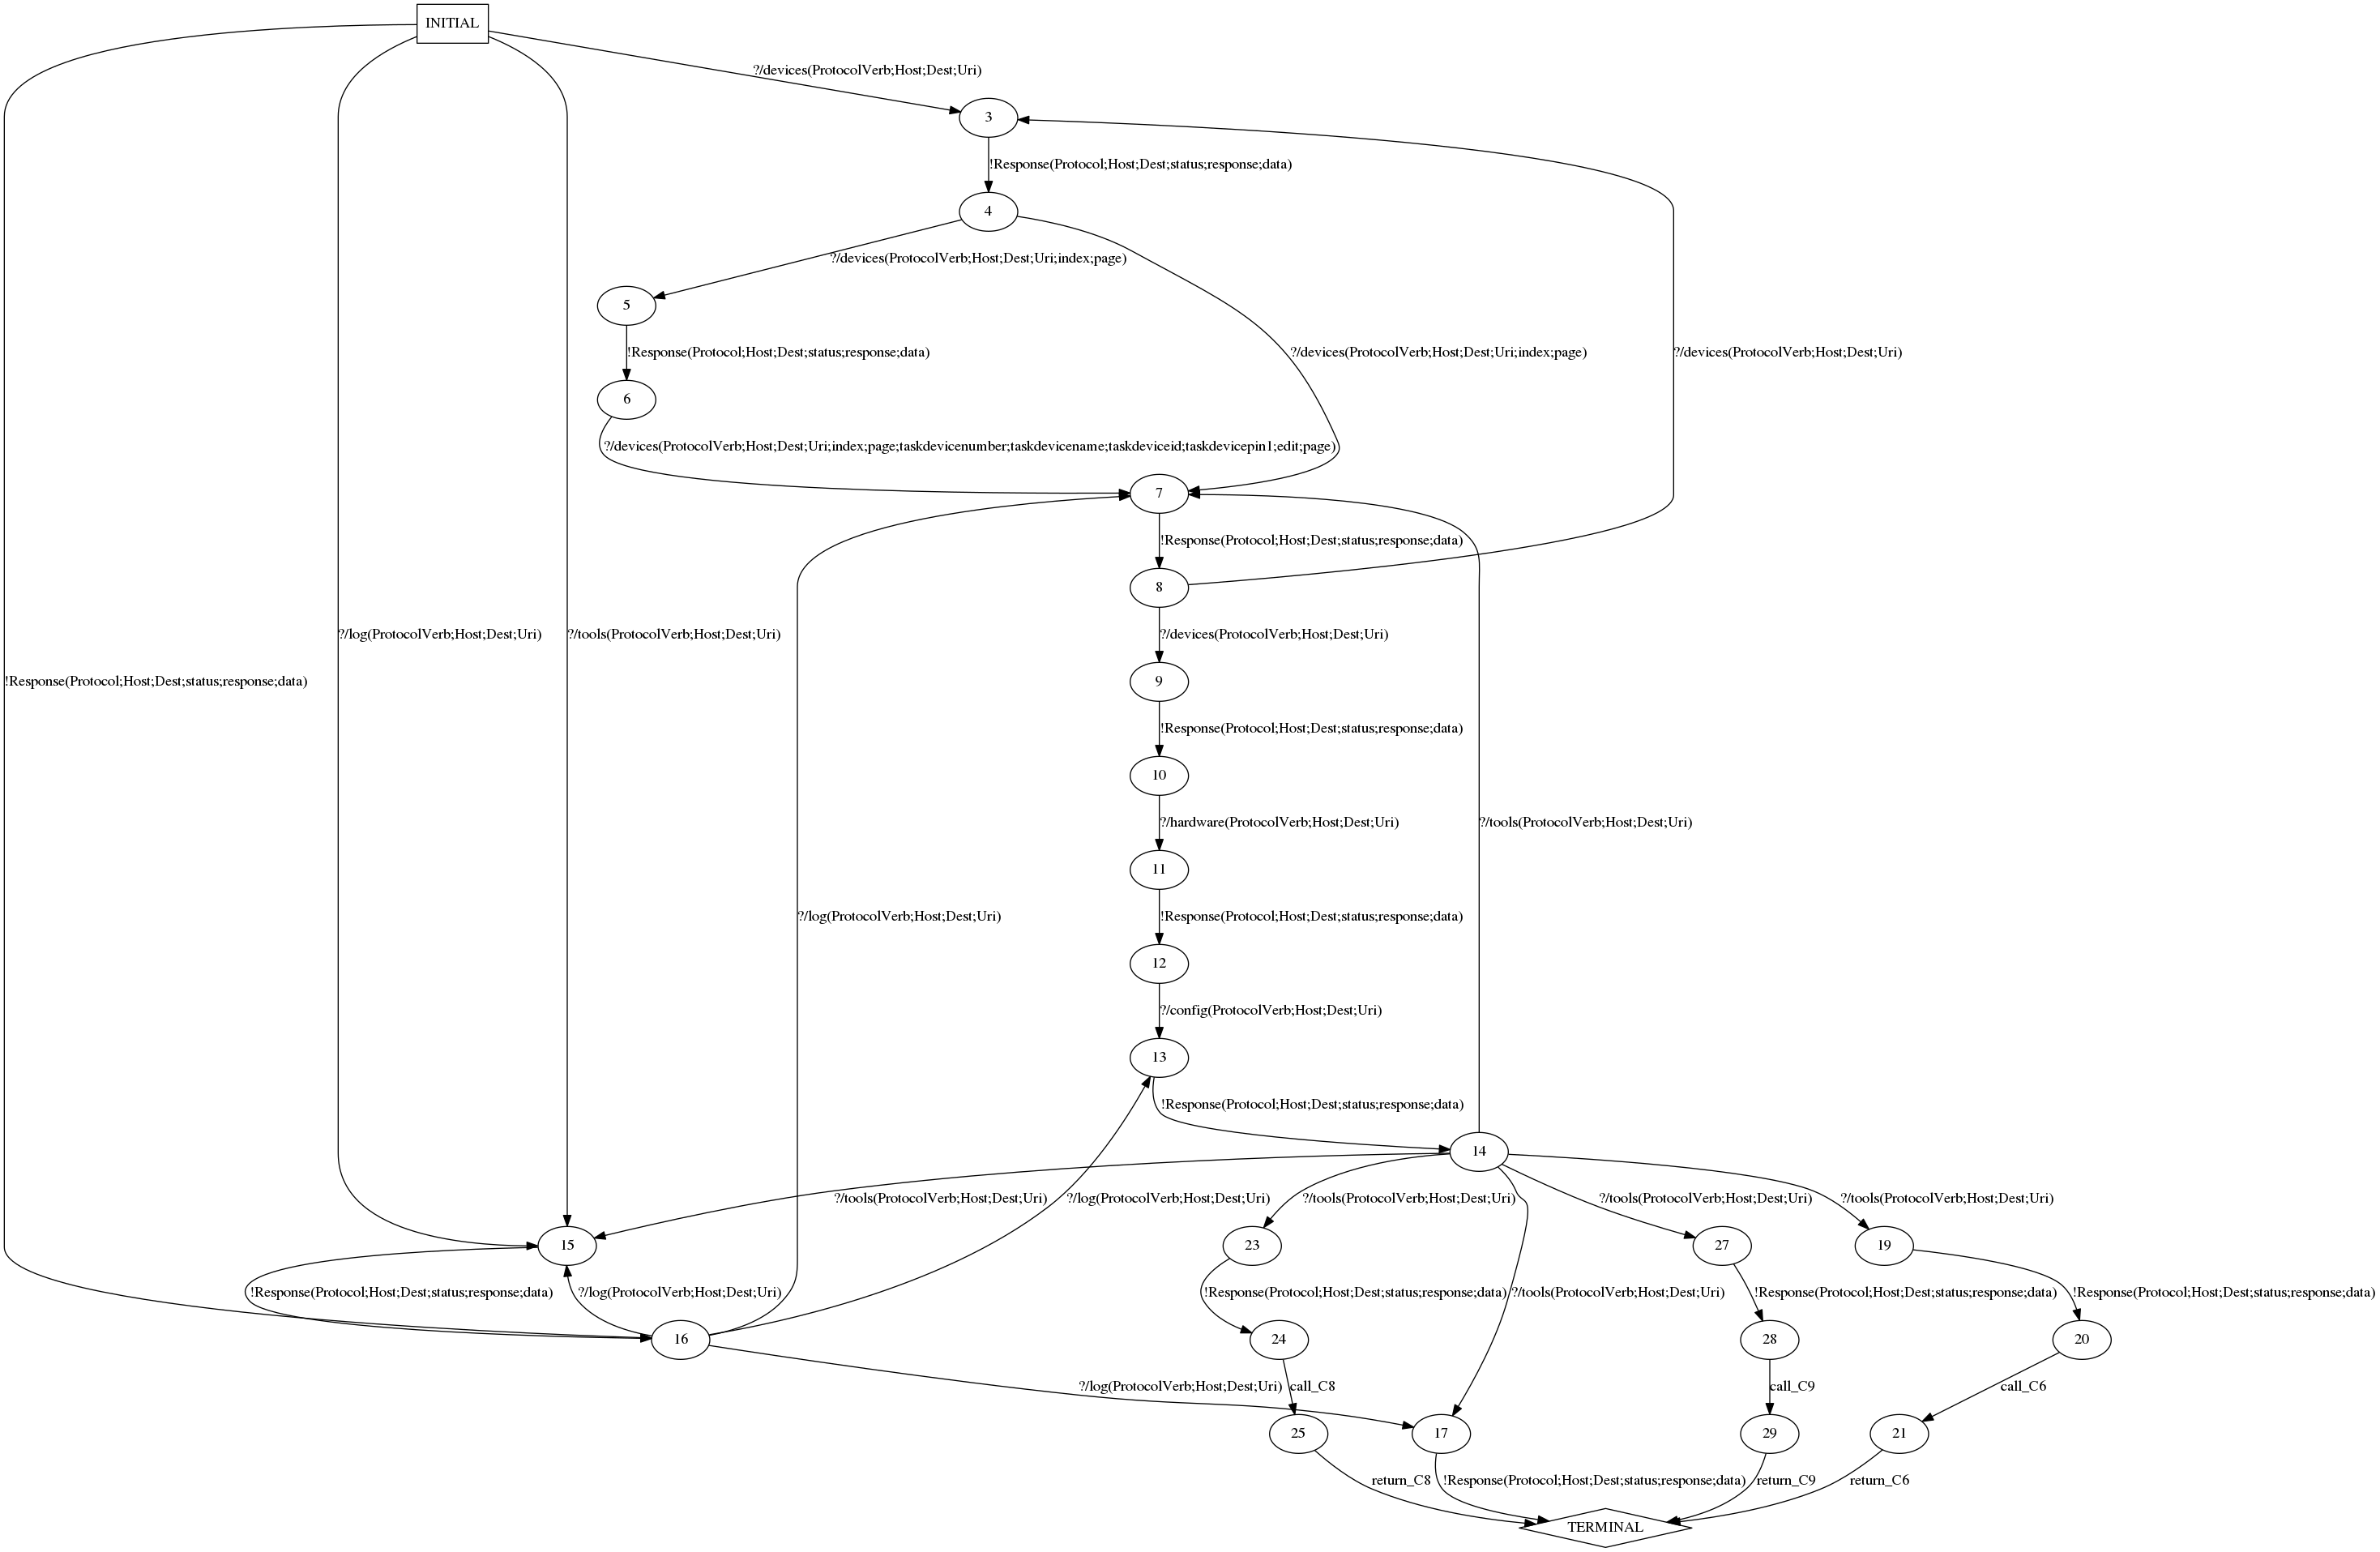 INITIAL
?/devices(ProtocolVerb;Host;Dest;Uri)
3
!Response(Protocol;Host;Dest;status;response;data)
4
?/devices(ProtocolVerb;Host;Dest;Uri;index;page)
5
!Response(Protocol;Host;Dest;status;response;data)
?/devices(ProtocolVerb;Host;Dest;Uri;index;page)
?/devices(ProtocolVerb;Host;Dest;Uri)
6
?/devices(ProtocolVerb;Host;Dest;Uri;index;page;taskdevicenumber;taskdevicename;taskdeviceid;taskdevicepin1;edit;page)
7
!Response(Protocol;Host;Dest;status;response;data)
8
?/log(ProtocolVerb;Host;Dest;Uri)
?/tools(ProtocolVerb;Host;Dest;Uri)
?/devices(ProtocolVerb;Host;Dest;Uri)
!Response(Protocol;Host;Dest;status;response;data)
9
!Response(Protocol;Host;Dest;status;response;data)
10
?/hardware(ProtocolVerb;Host;Dest;Uri)
?/tools(ProtocolVerb;Host;Dest;Uri)
11
?/log(ProtocolVerb;Host;Dest;Uri)
!Response(Protocol;Host;Dest;status;response;data)
12
?/config(ProtocolVerb;Host;Dest;Uri)
13
!Response(Protocol;Host;Dest;status;response;data)
14
?/tools(ProtocolVerb;Host;Dest;Uri)
?/log(ProtocolVerb;Host;Dest;Uri)
?/tools(ProtocolVerb;Host;Dest;Uri)
?/tools(ProtocolVerb;Host;Dest;Uri)
?/tools(ProtocolVerb;Host;Dest;Uri)
15
23
27
19
!Response(Protocol;Host;Dest;status;response;data)
?/log(ProtocolVerb;Host;Dest;Uri)
!Response(Protocol;Host;Dest;status;response;data)
?/tools(ProtocolVerb;Host;Dest;Uri)
!Response(Protocol;Host;Dest;status;response;data)
!Response(Protocol;Host;Dest;status;response;data)
16
24
28
20
?/log(ProtocolVerb;Host;Dest;Uri)
call_C8
call_C9
call_C6
25
17
29
21
return_C8
!Response(Protocol;Host;Dest;status;response;data)
return_C9
return_C6
TERMINAL